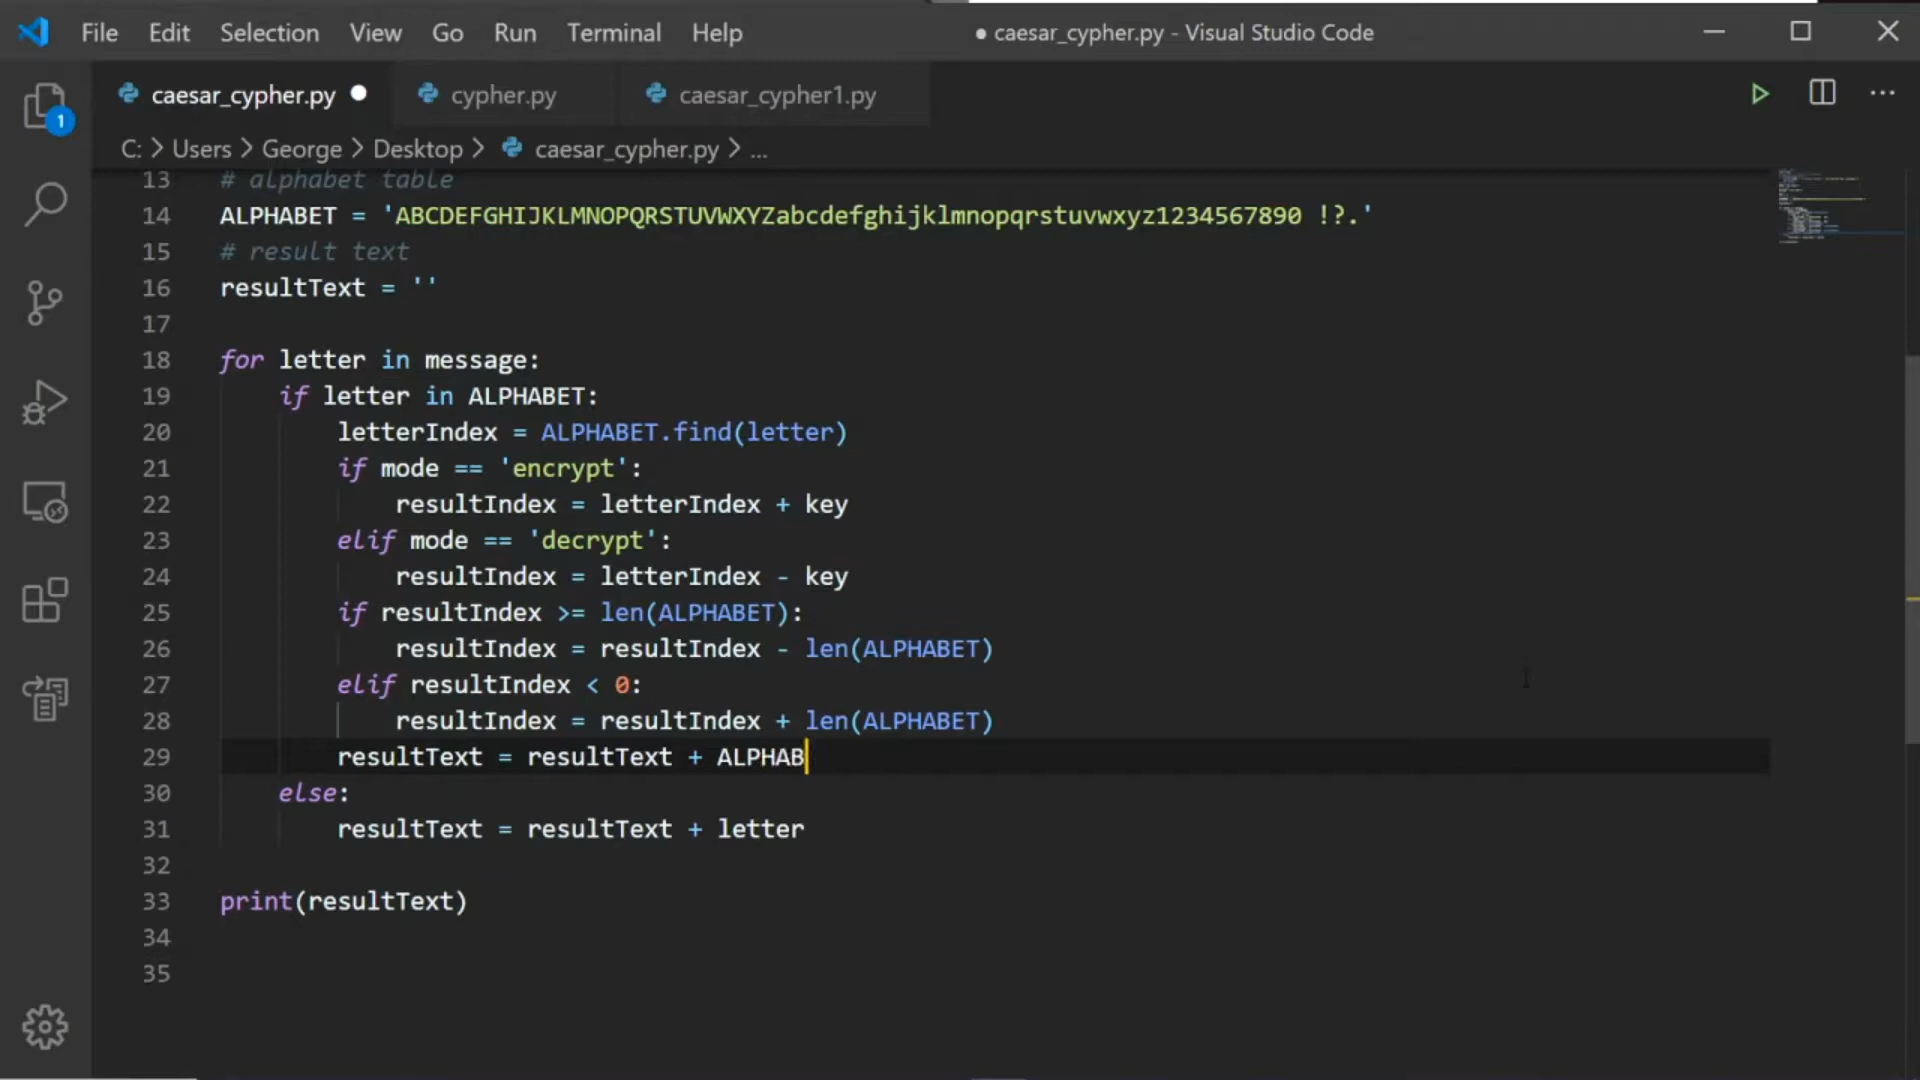 File Edit Selection View Go Run Terminal Help ● caesar_cypher.py - Visual Studio Code
caesar_cypher.py ● cypher.py caesar_cypher1.py
C: > Users > George > Desktop > caesar_cypher.py > ...
1
13 # alphabet table
14 ALPHABET = 'ABCDEFGHIJKLMNOPQRSTUVWXYZabcdefghijklmnopqrstuvwxyz1234567890 !?.'
15 # result text
16 resultText = ''
17
18 for letter in message:
19     if letter in ALPHABET:
20         letterIndex = ALPHABET.find(letter)
21         if mode == 'encrypt':
22             resultIndex = letterIndex + key
23         elif mode == 'decrypt':
24             resultIndex = letterIndex - key
25         if resultIndex >= len(ALPHABET):
26             resultIndex = resultIndex - len(ALPHABET)
27         elif resultIndex < 0:
28             resultIndex = resultIndex + len(ALPHABET)
29         resultText = resultText + ALPHAB
30     else:
31         resultText = resultText + letter
32
33 print(resultText)
34
35